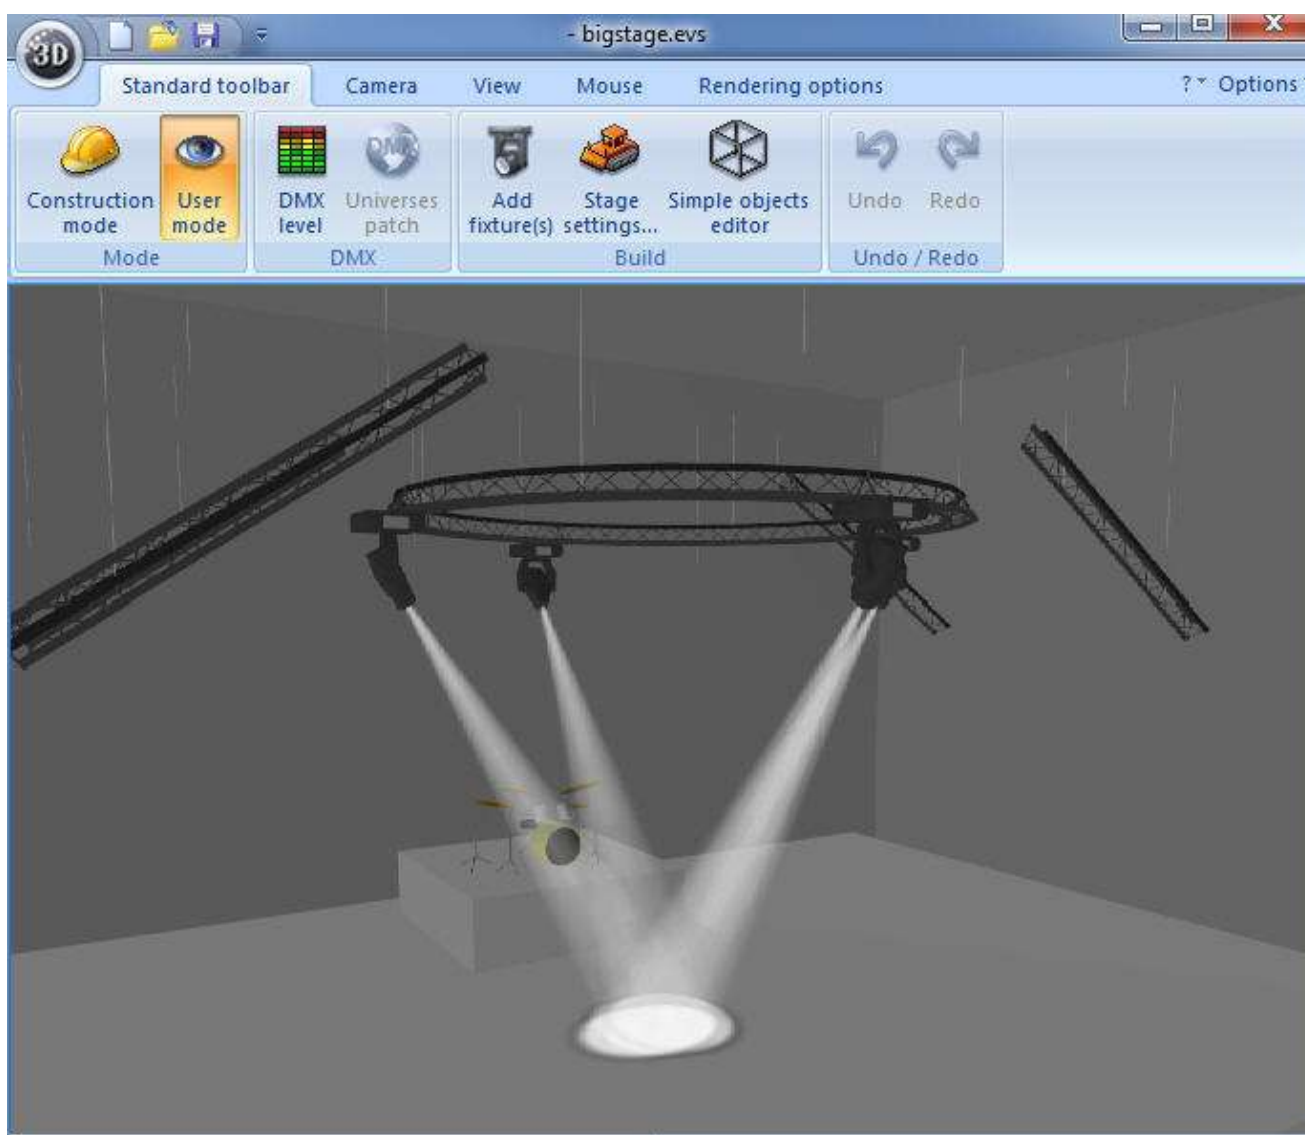 - bigstage.evs
3D
Standard toolbar Camera View Mouse Rendering options ? Options
Construction mode
User mode
DMX level
Universes patch
Add fixture(s)
Stage settings...
Simple objects editor
Undo Redo
Mode DMX Build Undo / Redo